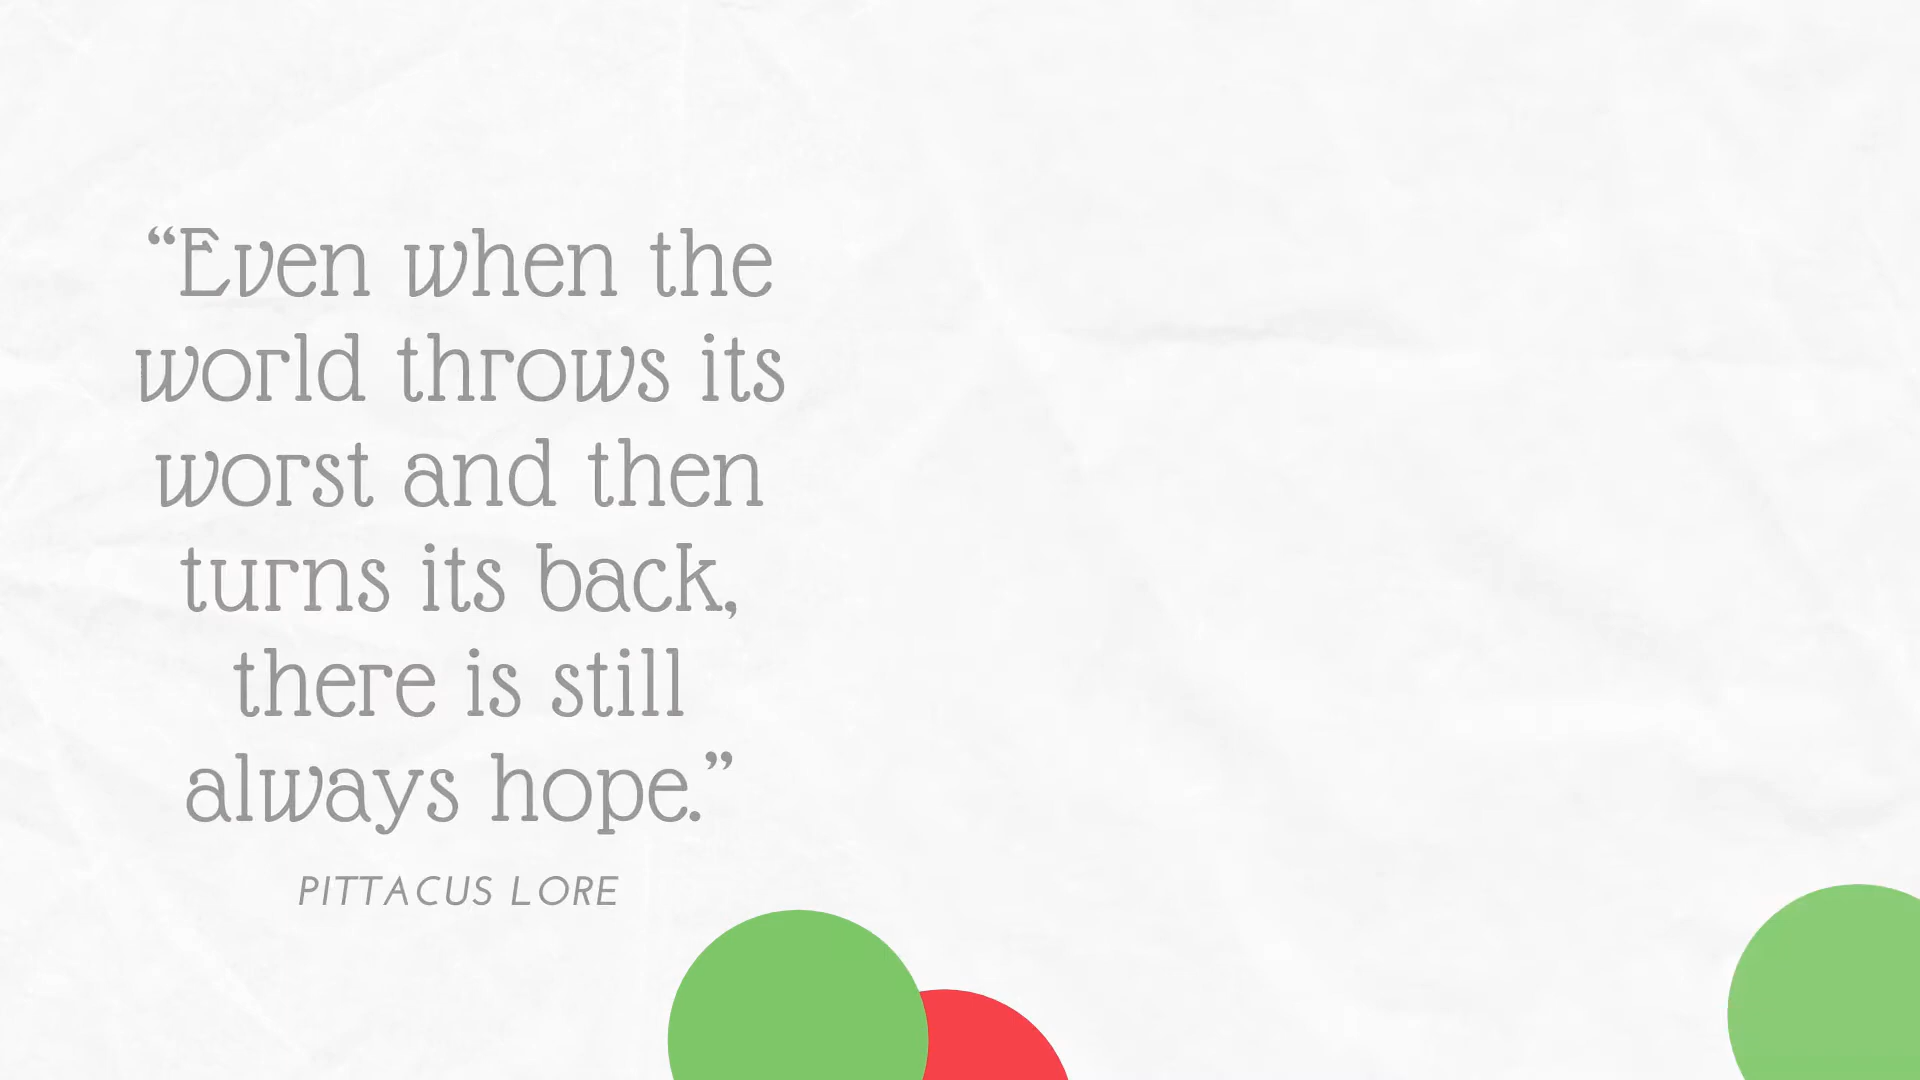 “Even when the
world throws its
worst and then
turns its back,
there is still
always hope.”
PITTACUS LORE